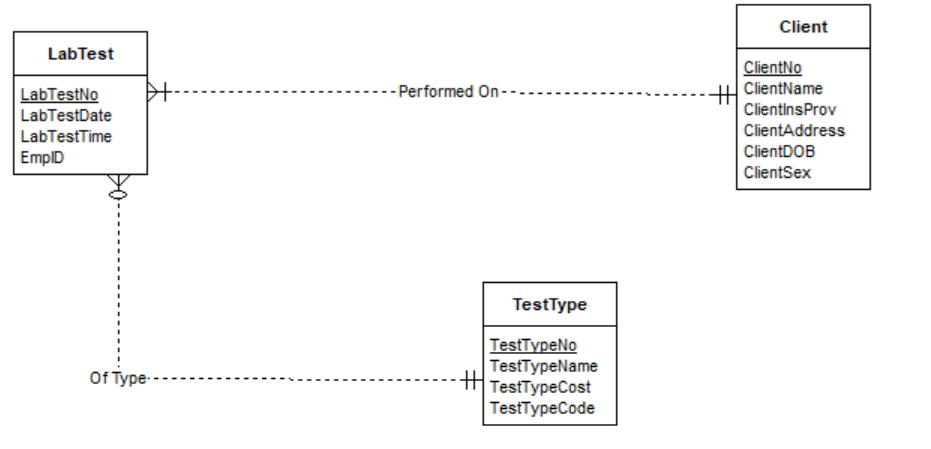 LabTest
LabTestNo
LabTestDate
LabTestTime
EmpID
Performed On
Client
ClientNo
ClientName
ClientInsProv
ClientAddress
ClientDOB
ClientSex
Of Type
TestType
TestTypeNo
TestTypeName
TestTypeCost
TestTypeCode